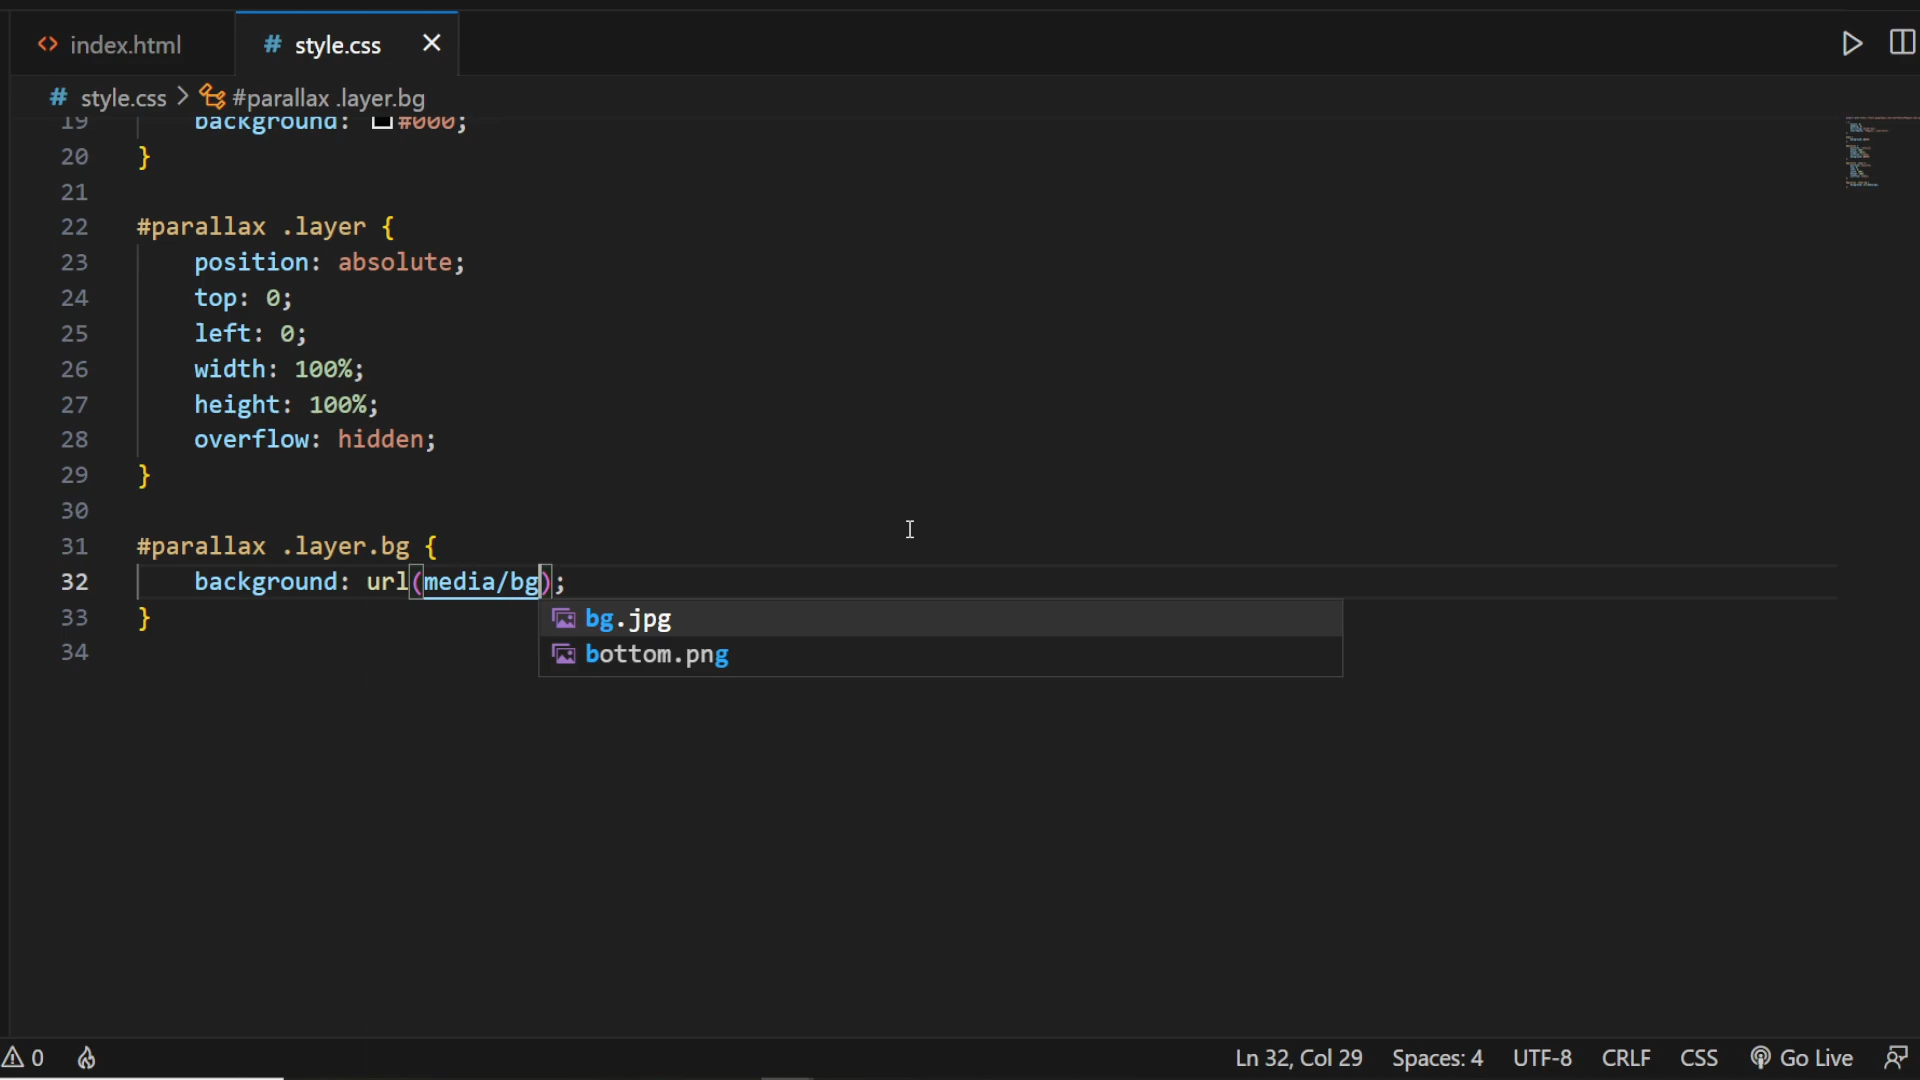 index.html
# style.css
# style.css > #parallax .layer.bg
19 background: #000;
20 }
21
22 #parallax .layer {
23 position: absolute;
24 top: 0;
25 left: 0;
26 width: 100%;
27 height: 100%;
28 overflow: hidden;
29 }
30
31 #parallax .layer.bg {
32 background: url(media/bg);
bg.jpg
33 }
bottom.png
34
0
Ln 32, Col 29 Spaces: 4 UTF-8 CRLF CSS Go Live